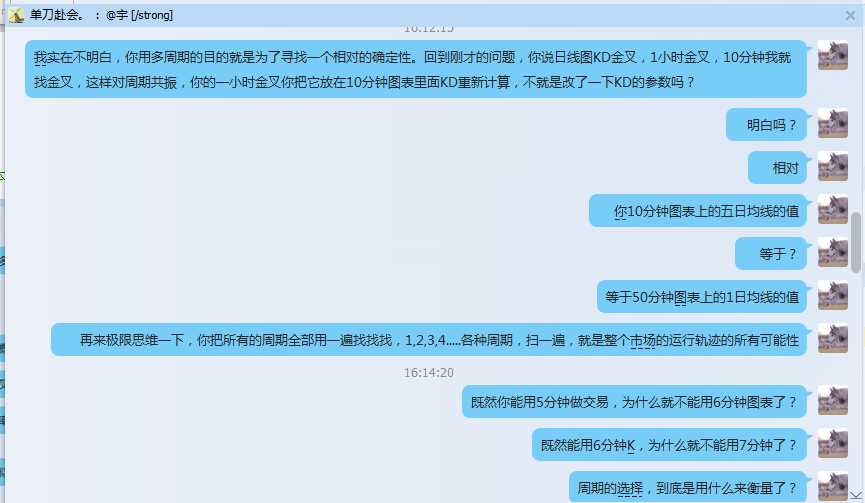 单刀赴会。 : @宇 [/strong]
16:12:15
我实在不明白，你用多周期的目的就是为了寻找一个相对的确定性。回到刚才的问题，你说日线图KD金叉，1小时金叉，10分钟我就
找金叉，这样对周期共振，你的一小时金叉你把它放在10分钟图表里面KD重新计算，不就是改了一下KD的参数吗？
明白吗？
相对
你10分钟图表上的五日均线的值
等于？
等于50分钟图表上的1日均线的值
再来极限思维一下，你把所有的周期全部用一遍找找找，1,2,3,4.....各种周期，扫一遍，就是整个市场的运行轨迹的所有可能性
16:14:20
既然你能用5分钟做交易，为什么就不能用6分钟图表了？
既然能用6分钟K，为什么就不能用7分钟了？
周期的选择，到底是用什么来衡量了？